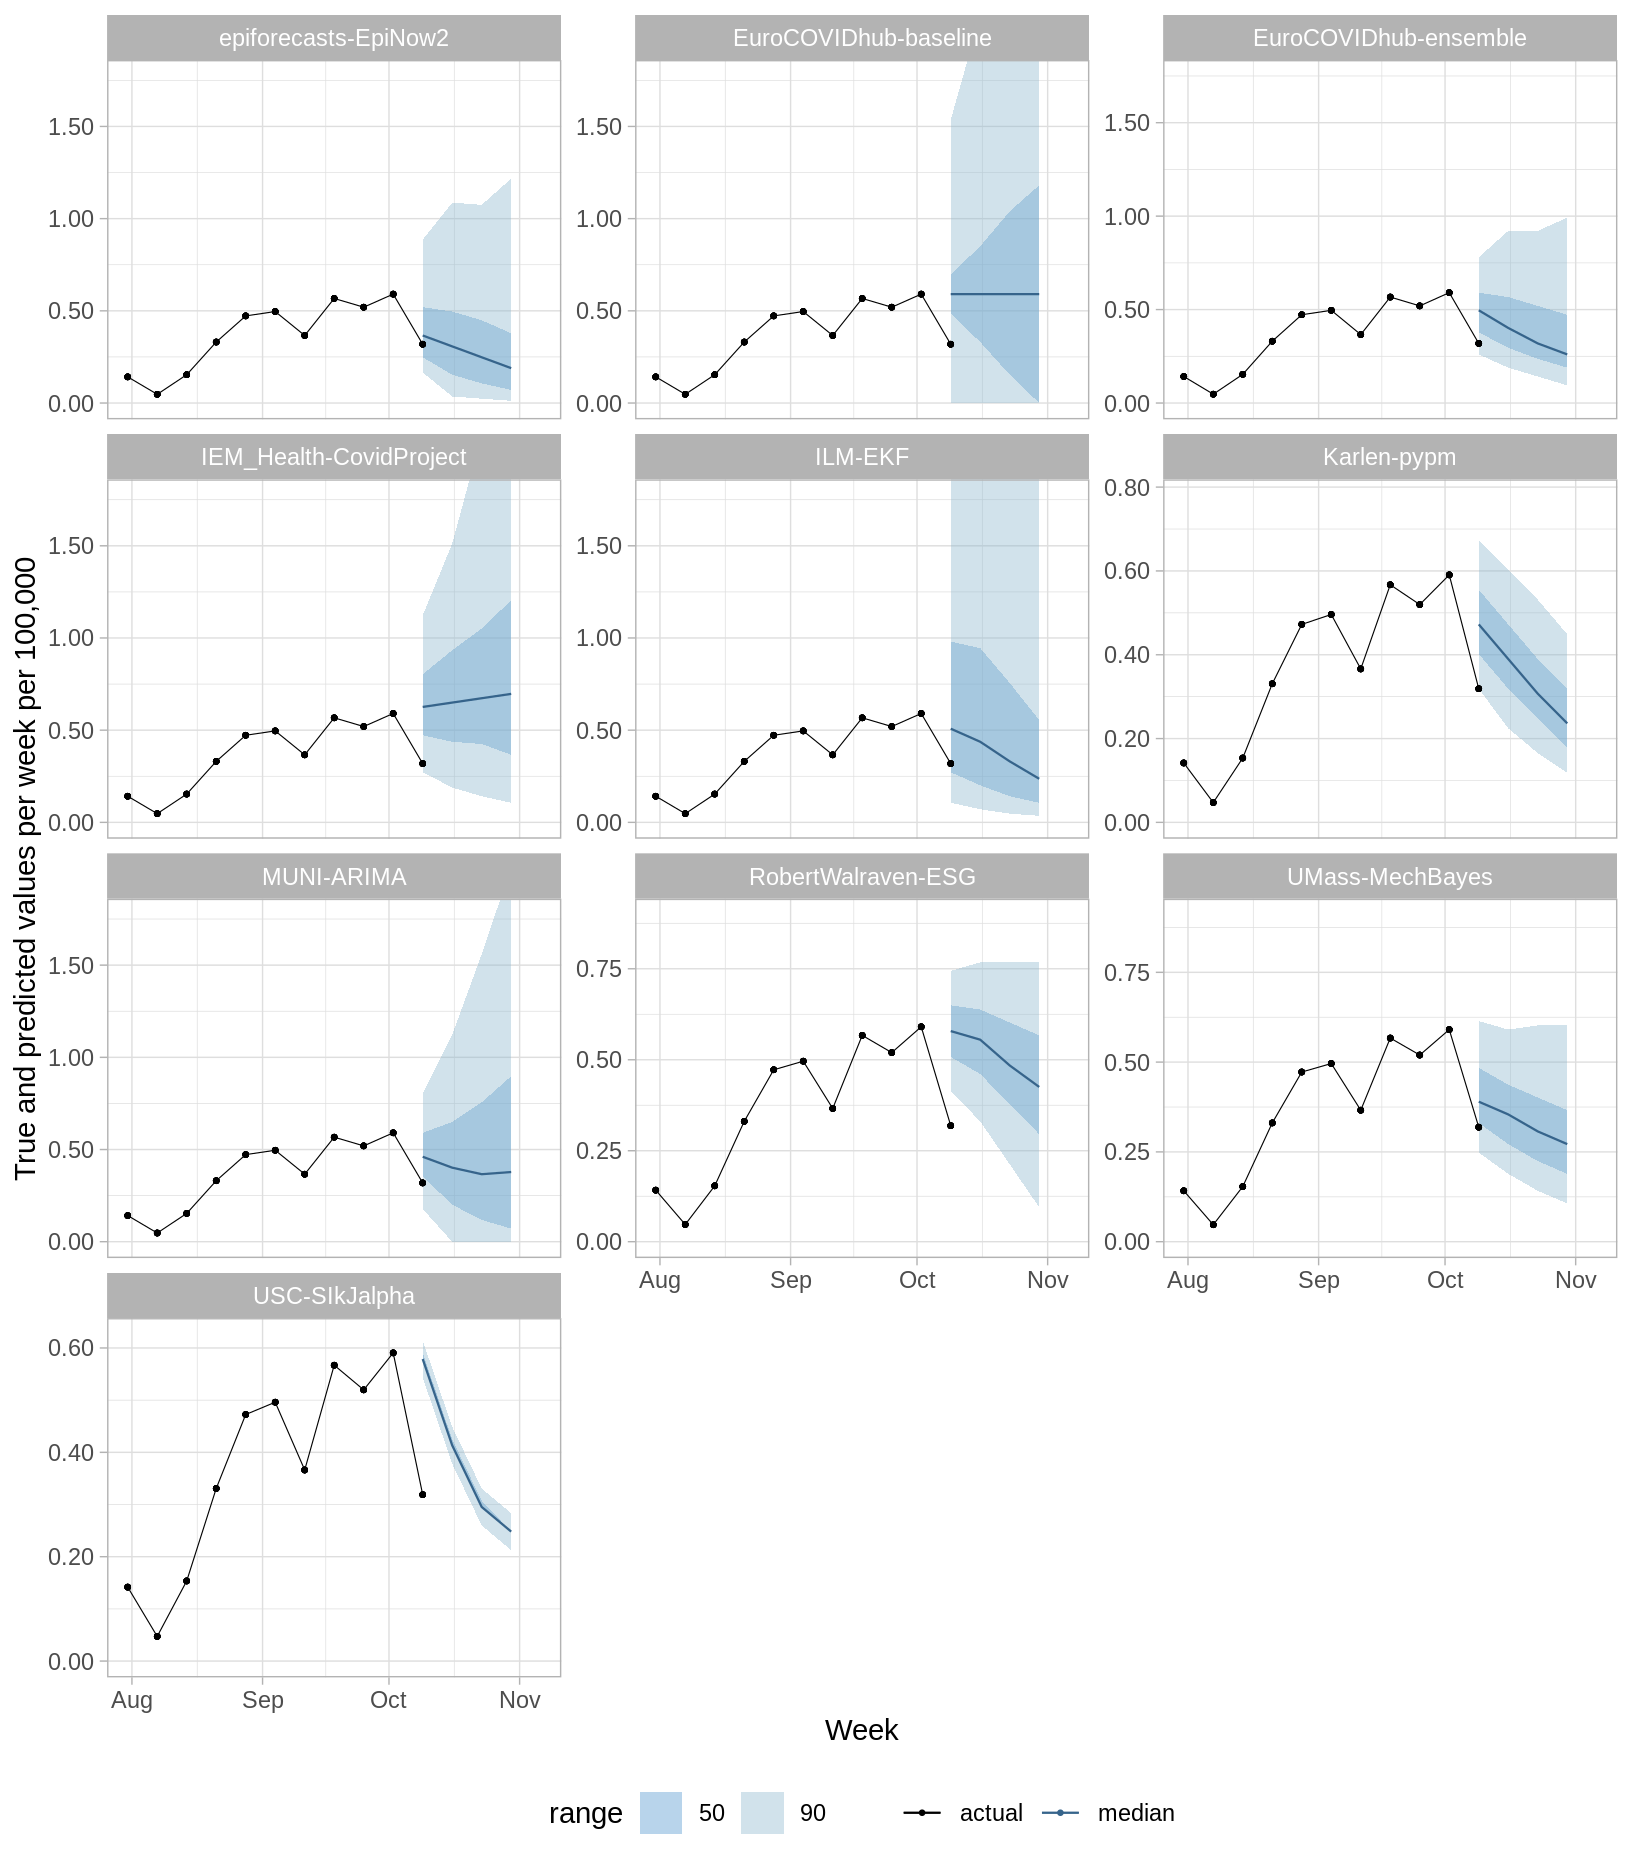 epiforecasts-EpiNow2
EuroCOVIDhub-baseline
EuroCOVIDhub-ensemble
1.50
1.00
0.50
0.00
1.50
1.00
0.50
0.00
1.50
1.00
0.50
0.00
IEM_Health-CovidProject
ILM-EKF
Karlen-pypm
1.50
1.00
0.50
0.00
1.50
1.00
0.50
0.00
0.80
0.60
0.40
0.20
0.00
True and predicted values per week per 100,000
MUNI-ARIMA
RobertWalraven-ESG
UMass-MechBayes
1.50
1.00
0.50
0.00
0.75
0.50
0.25
0.00
0.75
0.50
0.25
0.00
Aug Sep Oct Nov
Aug Sep Oct Nov
USC-SIkJalpha
0.60
0.40
0.20
0.00
Aug Sep Oct Nov
Week
range 50 90 actual median